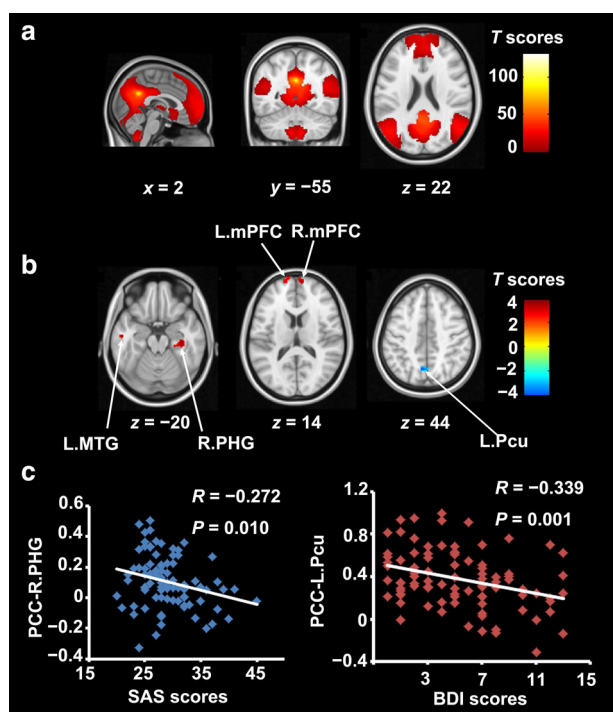 a
T scores
100
50
0
x = 2
y = −55
z = 22
L.mPFC
R.mPFC
b
T scores
4
2
0
−2
−4
z = −20
z = 14
z = 44
L.MTG
R.PHG
L.Pcu
c
R = −0.272
P = 0.010
PCC-R.PHG
0.6
0.4
0.2
0
−0.2
−0.4
15
25
35
45
SAS scores
R = −0.339
P = 0.001
PCC-L.Pcu
1.2
0.8
0.4
0
−0.4
3
7
11
15
BDI scores